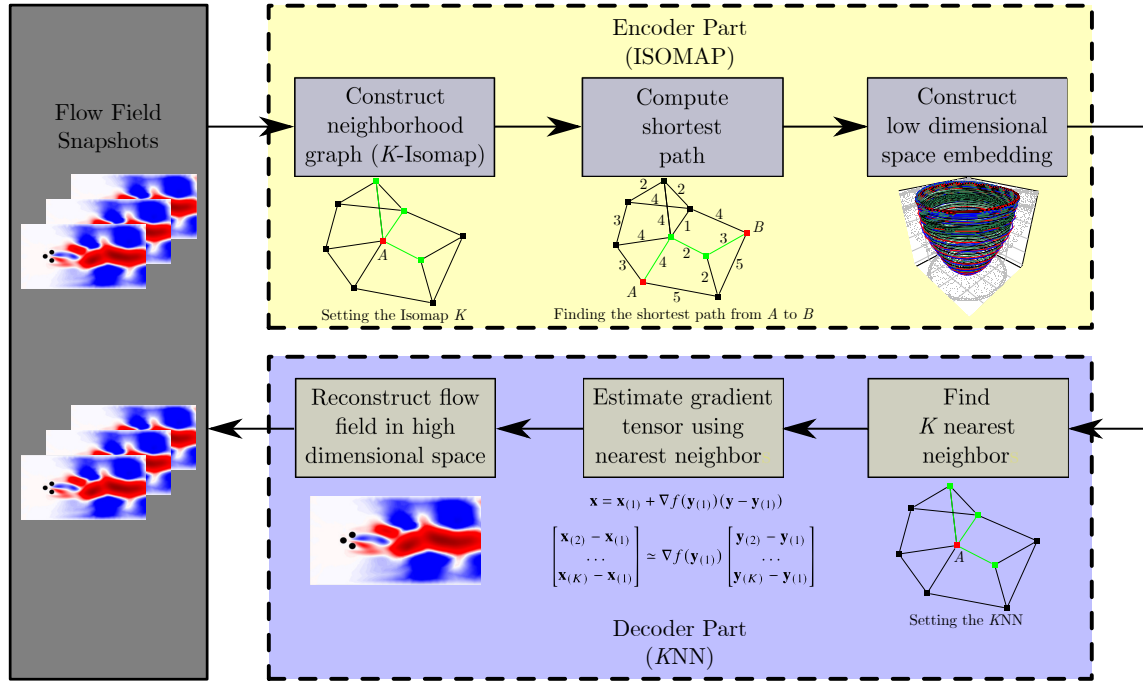 Flow Field
Snapshots
Encoder Part
(ISOMAP)
Construct
neighborhood
graph (K-Isomap)
Compute
shortest
path
Construct
low dimensional
space embedding
A
Setting the Isomap K
2
2
4
3
4
4
1
4
3
4
3
2
2
5
5
A
B
Finding the shortest path from A to B
Reconstruct flow
field in high
dimensional space
Estimate gradient
tensor using
nearest neighbor
Find
K nearest
neighbor
x = x(1) + ∇f(y(1))(y − y(1))
[x(2) − x(1) … x(K) − x(1)] ≃ ∇f(y(1)) [y(2) − y(1) … y(K) − y(1)]
A
Setting the KNN
Decoder Part
(KNN)